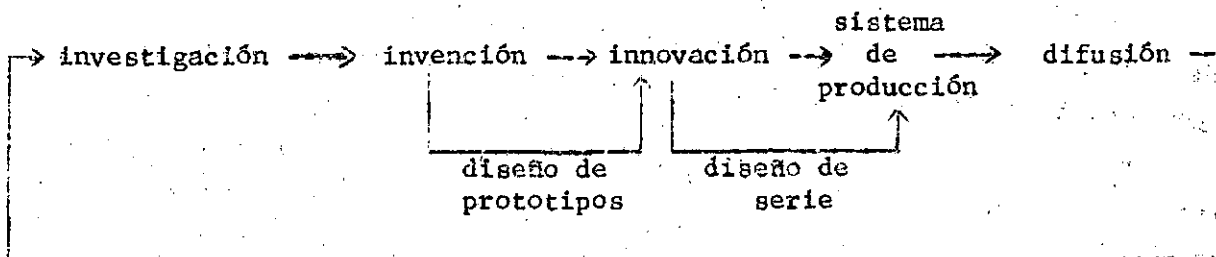 sistema
investigación invención innovación de difusión
producción
diseño de diseño de
prototipos serie